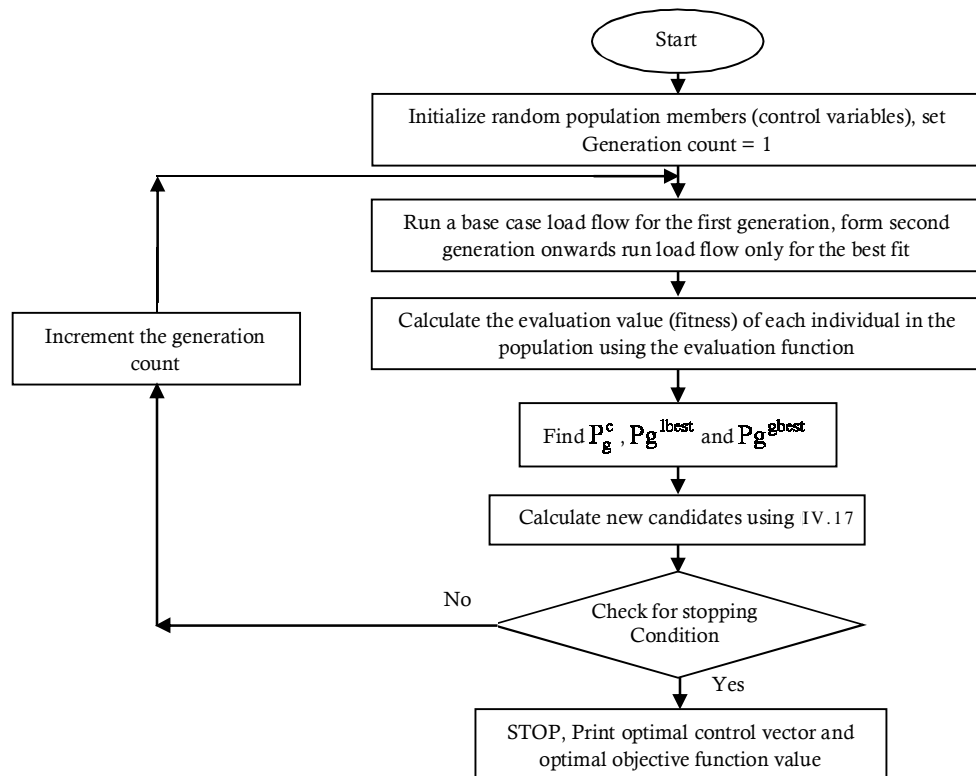 Start
Initialize random population members (control variables), set
Generation count = 1
Run a base case load flow for the first generation, form second
generation onwards run load flow only for the best fit
Calculate the evaluation value (fitness) of each individual in the
population using the evaluation function
Increment the generation
count
Find P_g^c , Pg^lbest and Pg^gbest
Calculate new candidates using IV.17
No
Check for stopping
Condition
Yes
STOP, Print optimal control vector and
optimal objective function value